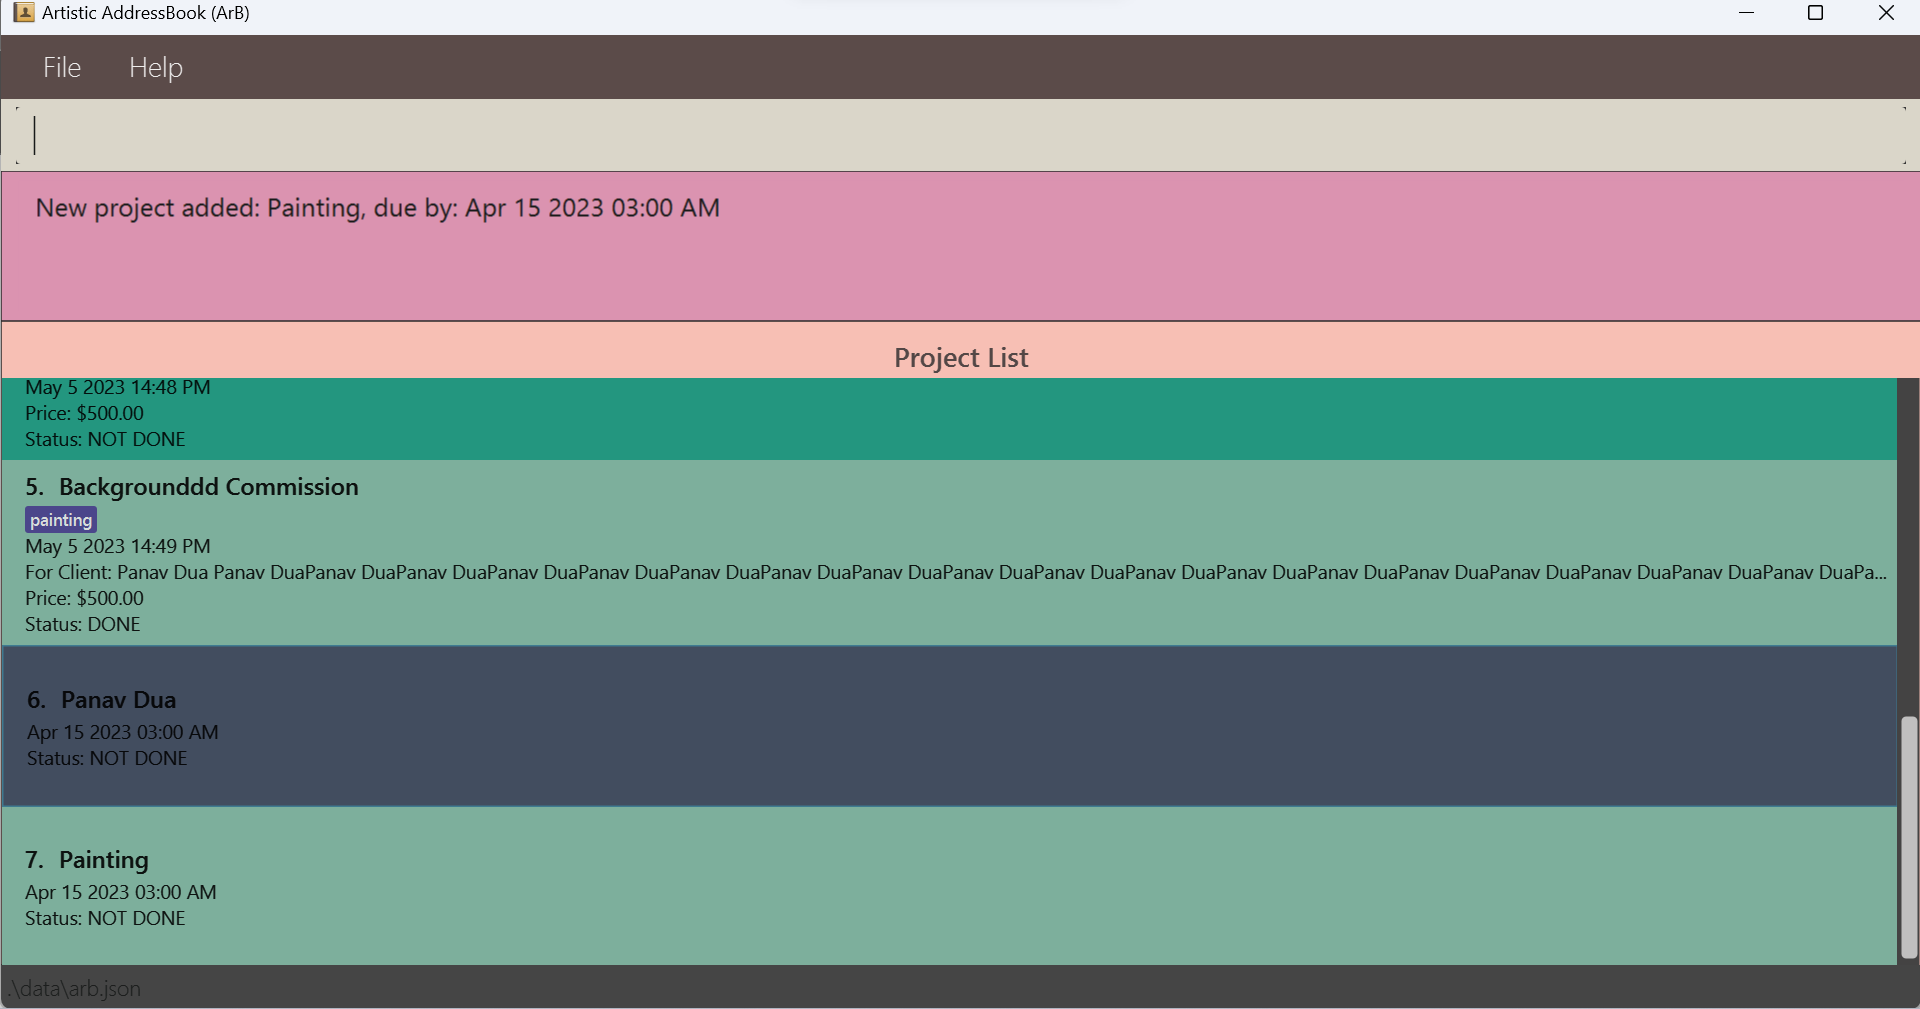 Artistic AddressBook (ArB)
File Help
New project added: Painting, due by: Apr 15 2023 03:00 AM
Project List
May 5 2023 14:48 PM
Price: $500.00
Status: NOT DONE
5. Backgrounddd Commission
painting
May 5 2023 14:49 PM
For Client: Panav Dua Panav DuaPanav DuaPanav DuaPanav DuaPanav DuaPanav DuaPanav DuaPanav DuaPanav DuaPanav DuaPanav DuaPanav DuaPanav DuaPanav DuaPanav DuaPanav DuaPanav DuaPanav DuaPa...
Price: $500.00
Status: DONE
6. Panav Dua
Apr 15 2023 03:00 AM
Status: NOT DONE
7. Painting
Apr 15 2023 03:00 AM
Status: NOT DONE
.\data\arb.json